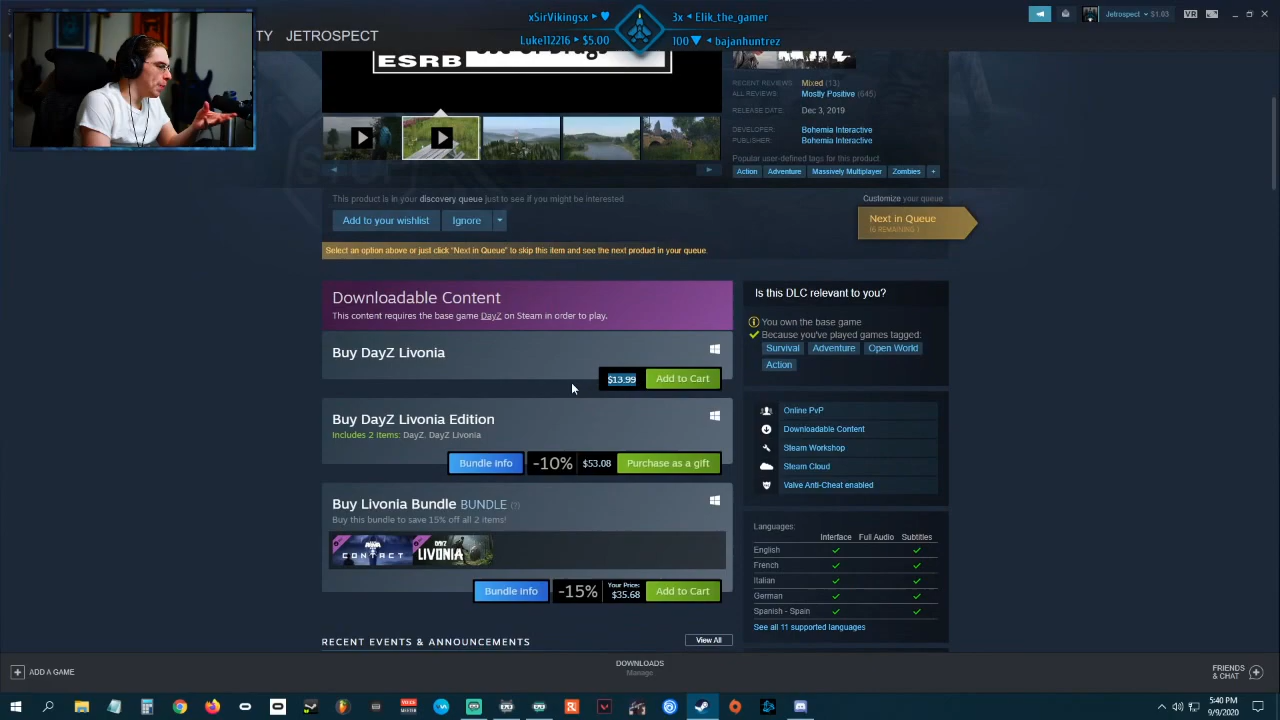 xSirVikingsx ▸ ♥
3x ◂ Elik_the_gamer
Luke112216 ▸ $5.00
100▼ ◂ bajanhuntrez
Jetrospect
$1.03
VR
TY JETROSPECT
ESRB
Use of Drugs
RECENT REVIEWS: Mixed (13)
ALL REVIEWS: Mostly Positive (645)
RELEASE DATE: Dec 3, 2019
DEVELOPER: Bohemia Interactive
PUBLISHER: Bohemia Interactive
Popular user-defined tags for this product
Action Adventure Massively Multiplayer Zombies +
This product is in your discovery queue just to see if you might be interested
Customize your queue
Add to your wishlist
Ignore
Next in Queue
(6 REMAINING )
Select an option above or just click "Next in Queue" to skip this item and see the next product in your queue.
Downloadable Content
This content requires the base game DayZ on Steam in order to play.
Buy DayZ Livonia
$13.99
Add to Cart
Buy DayZ Livonia Edition
Includes 2 items: DayZ, DayZ Livonia
Bundle Info
-10%
$53.08
Purchase as a gift
Buy Livonia Bundle BUNDLE (?)
Buy this bundle to save 15% off all 2 items!
CONTACT
DAYZ
LIVONIA
Bundle Info
-15%
Your Price:
$35.68
Add to Cart
RECENT EVENTS & ANNOUNCEMENTS
View All
Is this DLC relevant to you?
You own the base game
Because you've played games tagged:
Survival Adventure Open World
Action
Online PvP
Downloadable Content
Steam Workshop
Steam Cloud
Valve Anti-Cheat enabled
Languages:
Interface Full Audio Subtitles
English ✓ ✓
French ✓ ✓
Italian ✓ ✓
German ✓ ✓
Spanish - Spain ✓ ✓
See all 11 supported languages
ADD A GAME
DOWNLOADS
Manage
FRIENDS
& CHAT
5:40 PM
9/9/2020